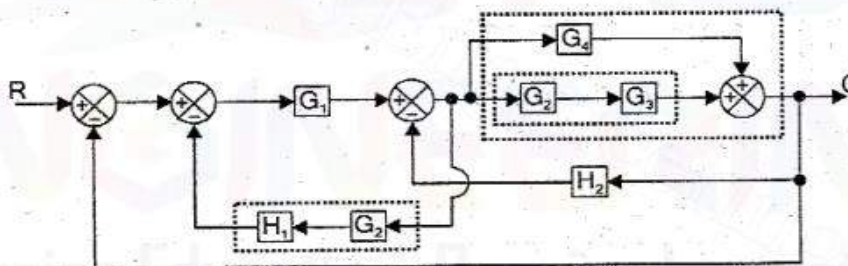 G₄
R + − + − G₁ + − G₂ G₃ + + C
H₂
H₁ G₂